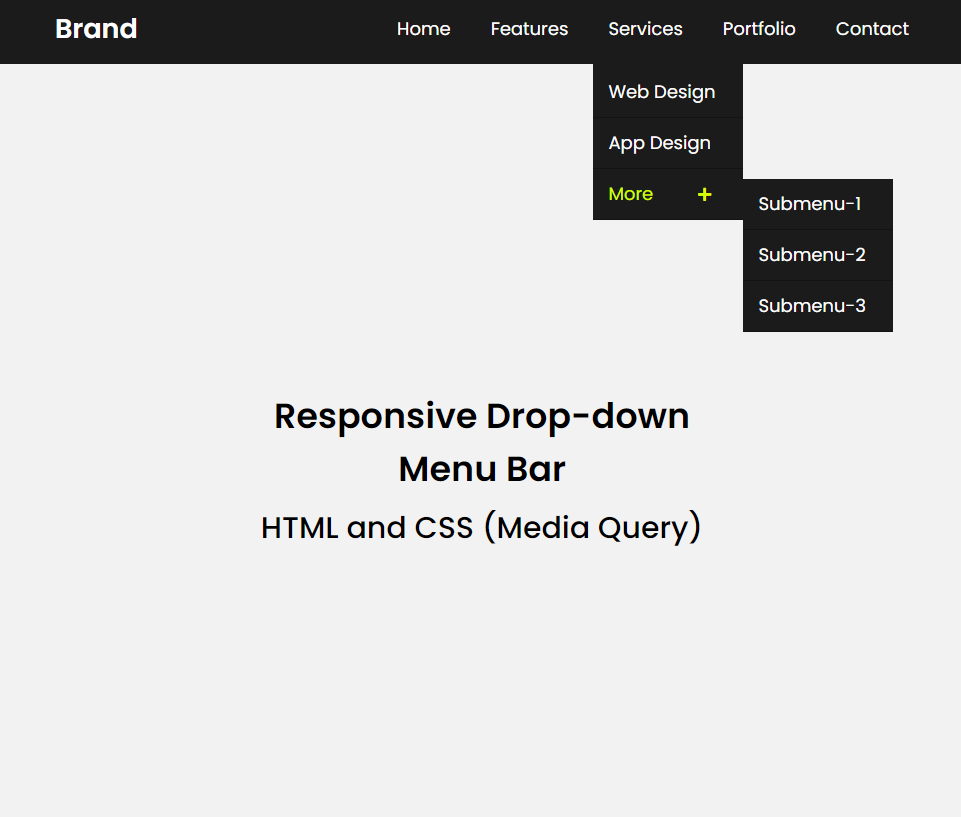 Brand Home Features Services Portfolio Contact
Web Design
App Design
More +
Submenu-1
Submenu-2
Submenu-3
Responsive Drop-down
Menu Bar
HTML and CSS (Media Query)